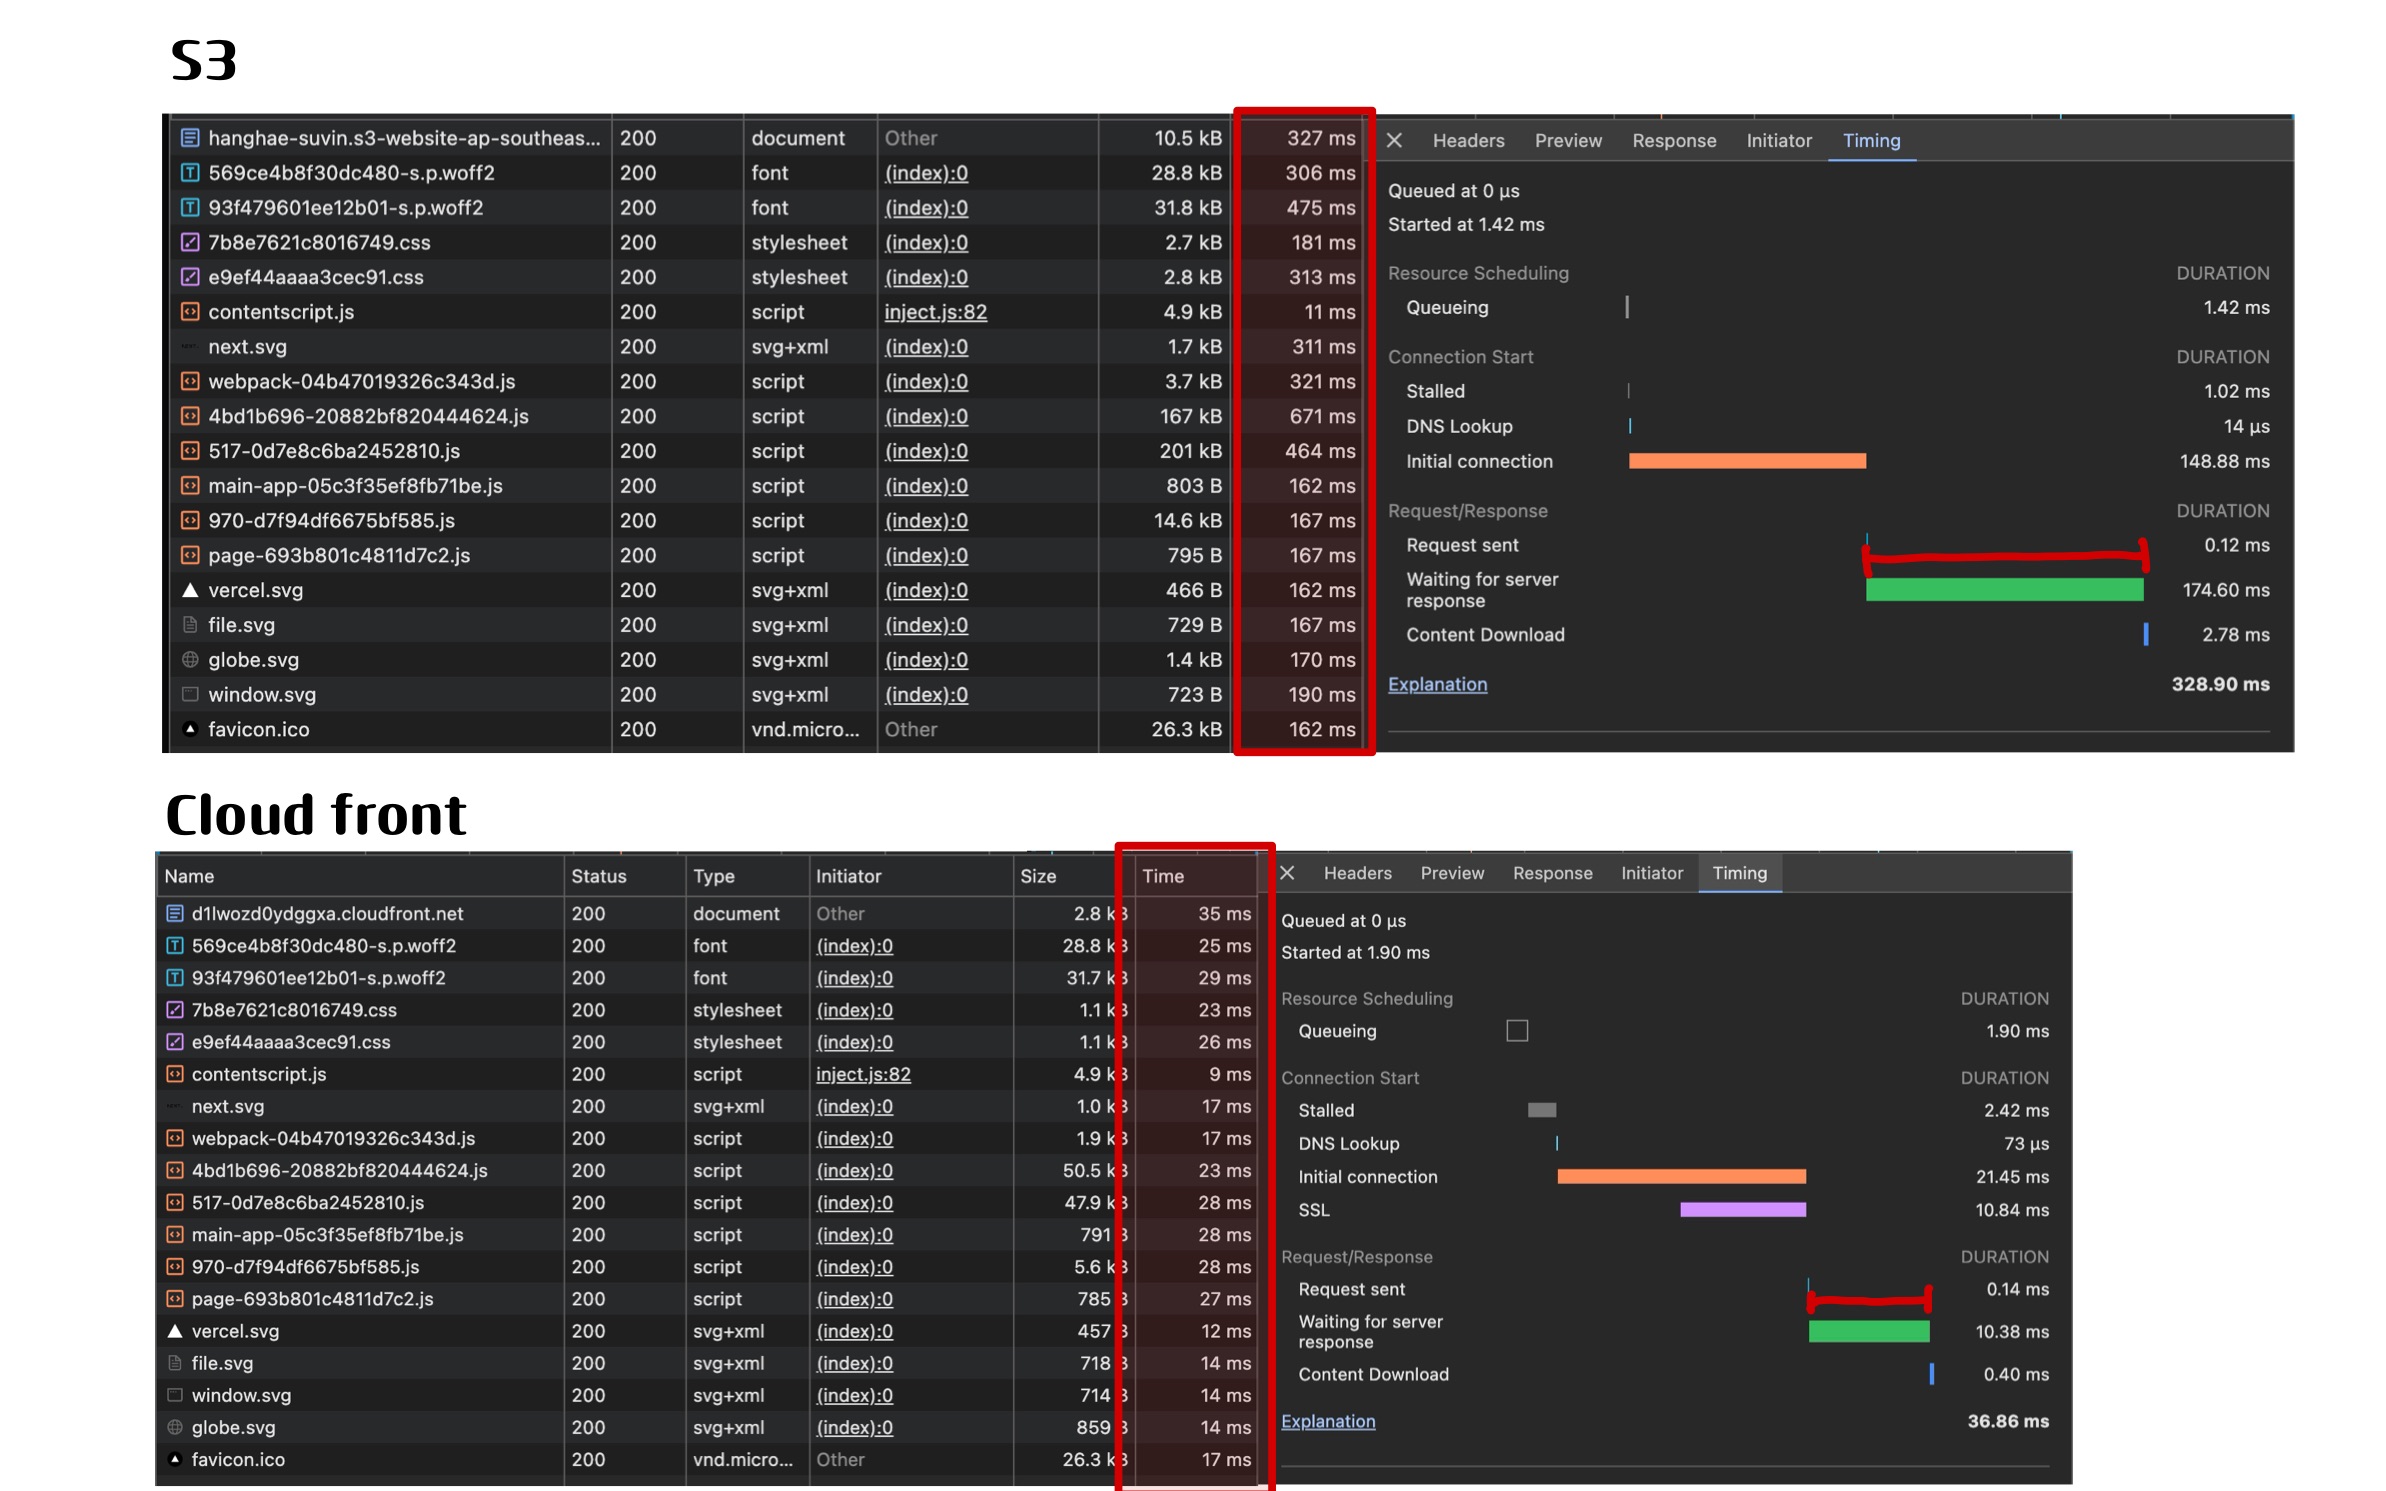 S3
hanghae-suvin.s3-website-ap-southeas... 200 document Other 10.5 kB 327 ms
569ce4b8f30dc480-s.p.woff2 200 font (index):0 28.8 kB 306 ms
93f479601ee12b01-s.p.woff2 200 font (index):0 31.8 kB 475 ms
7b8e7621c8016749.css 200 stylesheet (index):0 2.7 kB 181 ms
e9ef44aaaa3cec91.css 200 stylesheet (index):0 2.8 kB 313 ms
contentscript.js 200 script inject.js:82 4.9 kB 11 ms
next.svg 200 svg+xml (index):0 1.7 kB 311 ms
webpack-04b47019326c343d.js 200 script (index):0 3.7 kB 321 ms
4bd1b696-20882bf820444624.js 200 script (index):0 167 kB 671 ms
517-0d7e8c6ba2452810.js 200 script (index):0 201 kB 464 ms
main-app-05c3f35ef8fb71be.js 200 script (index):0 803 B 162 ms
970-d7f94df6675bf585.js 200 script (index):0 14.6 kB 167 ms
page-693b801c4811d7c2.js 200 script (index):0 795 B 167 ms
vercel.svg 200 svg+xml (index):0 466 B 162 ms
file.svg 200 svg+xml (index):0 729 B 167 ms
globe.svg 200 svg+xml (index):0 1.4 kB 170 ms
window.svg 200 svg+xml (index):0 723 B 190 ms
favicon.ico 200 vnd.micro... Other 26.3 kB 162 ms
Headers Preview Response Initiator Timing
Queued at 0 µs
Started at 1.42 ms
Resource Scheduling DURATION
Queueing 1.42 ms
Connection Start DURATION
Stalled 1.02 ms
DNS Lookup 14 µs
Initial connection 148.88 ms
Request/Response DURATION
Request sent 0.12 ms
Waiting for server
response 174.60 ms
Content Download 2.78 ms
Explanation 328.90 ms
Cloud front
Name Status Type Initiator Size Time
d1lwozd0ydggxa.cloudfront.net 200 document Other 2.8 kB 35 ms
569ce4b8f30dc480-s.p.woff2 200 font (index):0 28.8 kB 25 ms
93f479601ee12b01-s.p.woff2 200 font (index):0 31.7 kB 29 ms
7b8e7621c8016749.css 200 stylesheet (index):0 1.1 kB 23 ms
e9ef44aaaa3cec91.css 200 stylesheet (index):0 1.1 kB 26 ms
contentscript.js 200 script inject.js:82 4.9 kB 9 ms
next.svg 200 svg+xml (index):0 1.0 kB 17 ms
webpack-04b47019326c343d.js 200 script (index):0 1.9 kB 17 ms
4bd1b696-20882bf820444624.js 200 script (index):0 50.5 kB 23 ms
517-0d7e8c6ba2452810.js 200 script (index):0 47.9 kB 28 ms
main-app-05c3f35ef8fb71be.js 200 script (index):0 791 B 28 ms
970-d7f94df6675bf585.js 200 script (index):0 5.6 kB 28 ms
page-693b801c4811d7c2.js 200 script (index):0 785 B 27 ms
vercel.svg 200 svg+xml (index):0 457 B 12 ms
file.svg 200 svg+xml (index):0 718 B 14 ms
window.svg 200 svg+xml (index):0 714 B 14 ms
globe.svg 200 svg+xml (index):0 859 B 14 ms
favicon.ico 200 vnd.micro... Other 26.3 kB 17 ms
Headers Preview Response Initiator Timing
Queued at 0 µs
Started at 1.90 ms
Resource Scheduling DURATION
Queueing 1.90 ms
Connection Start DURATION
Stalled 2.42 ms
DNS Lookup 73 µs
Initial connection 21.45 ms
SSL 10.84 ms
Request/Response DURATION
Request sent 0.14 ms
Waiting for server
response 10.38 ms
Content Download 0.40 ms
Explanation 36.86 ms